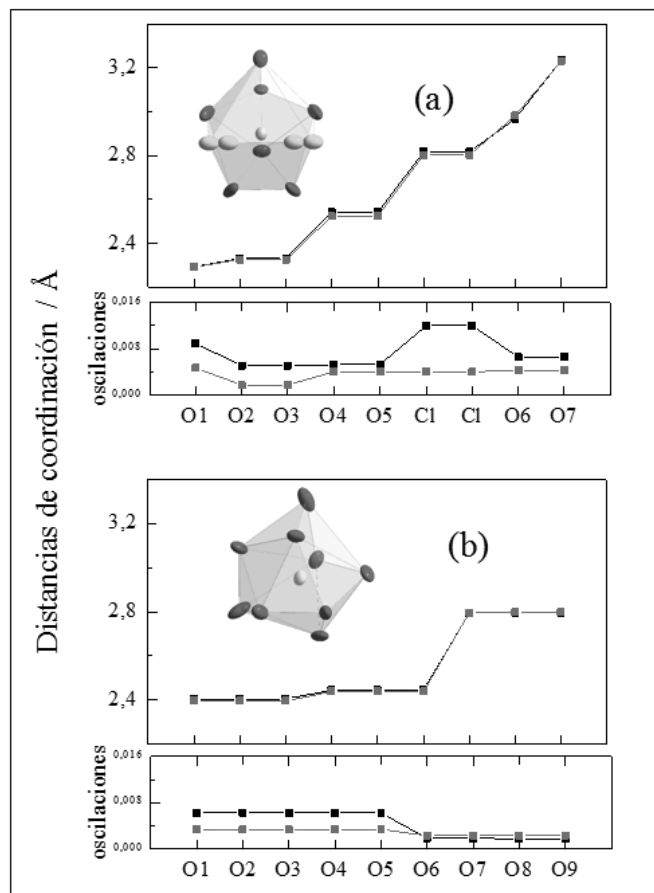 Distancias de coordinación / Å
(a)
3,2
2,8
2,4
oscilaciones
0,016
0,008
0,000
O1 O2 O3 O4 O5 Cl Cl O6 O7
(b)
3,2
2,8
2,4
oscilaciones
0,016
0,008
0,000
O1 O2 O3 O4 O5 O6 O7 O8 O9